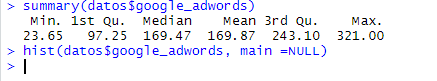 > summary(datos$google_adwords)
Min. 1st Qu. Median Mean 3rd Qu. Max.
23.65 97.25 169.47 169.87 243.10 321.00
> hist(datos$google_adwords, main =NULL)
>